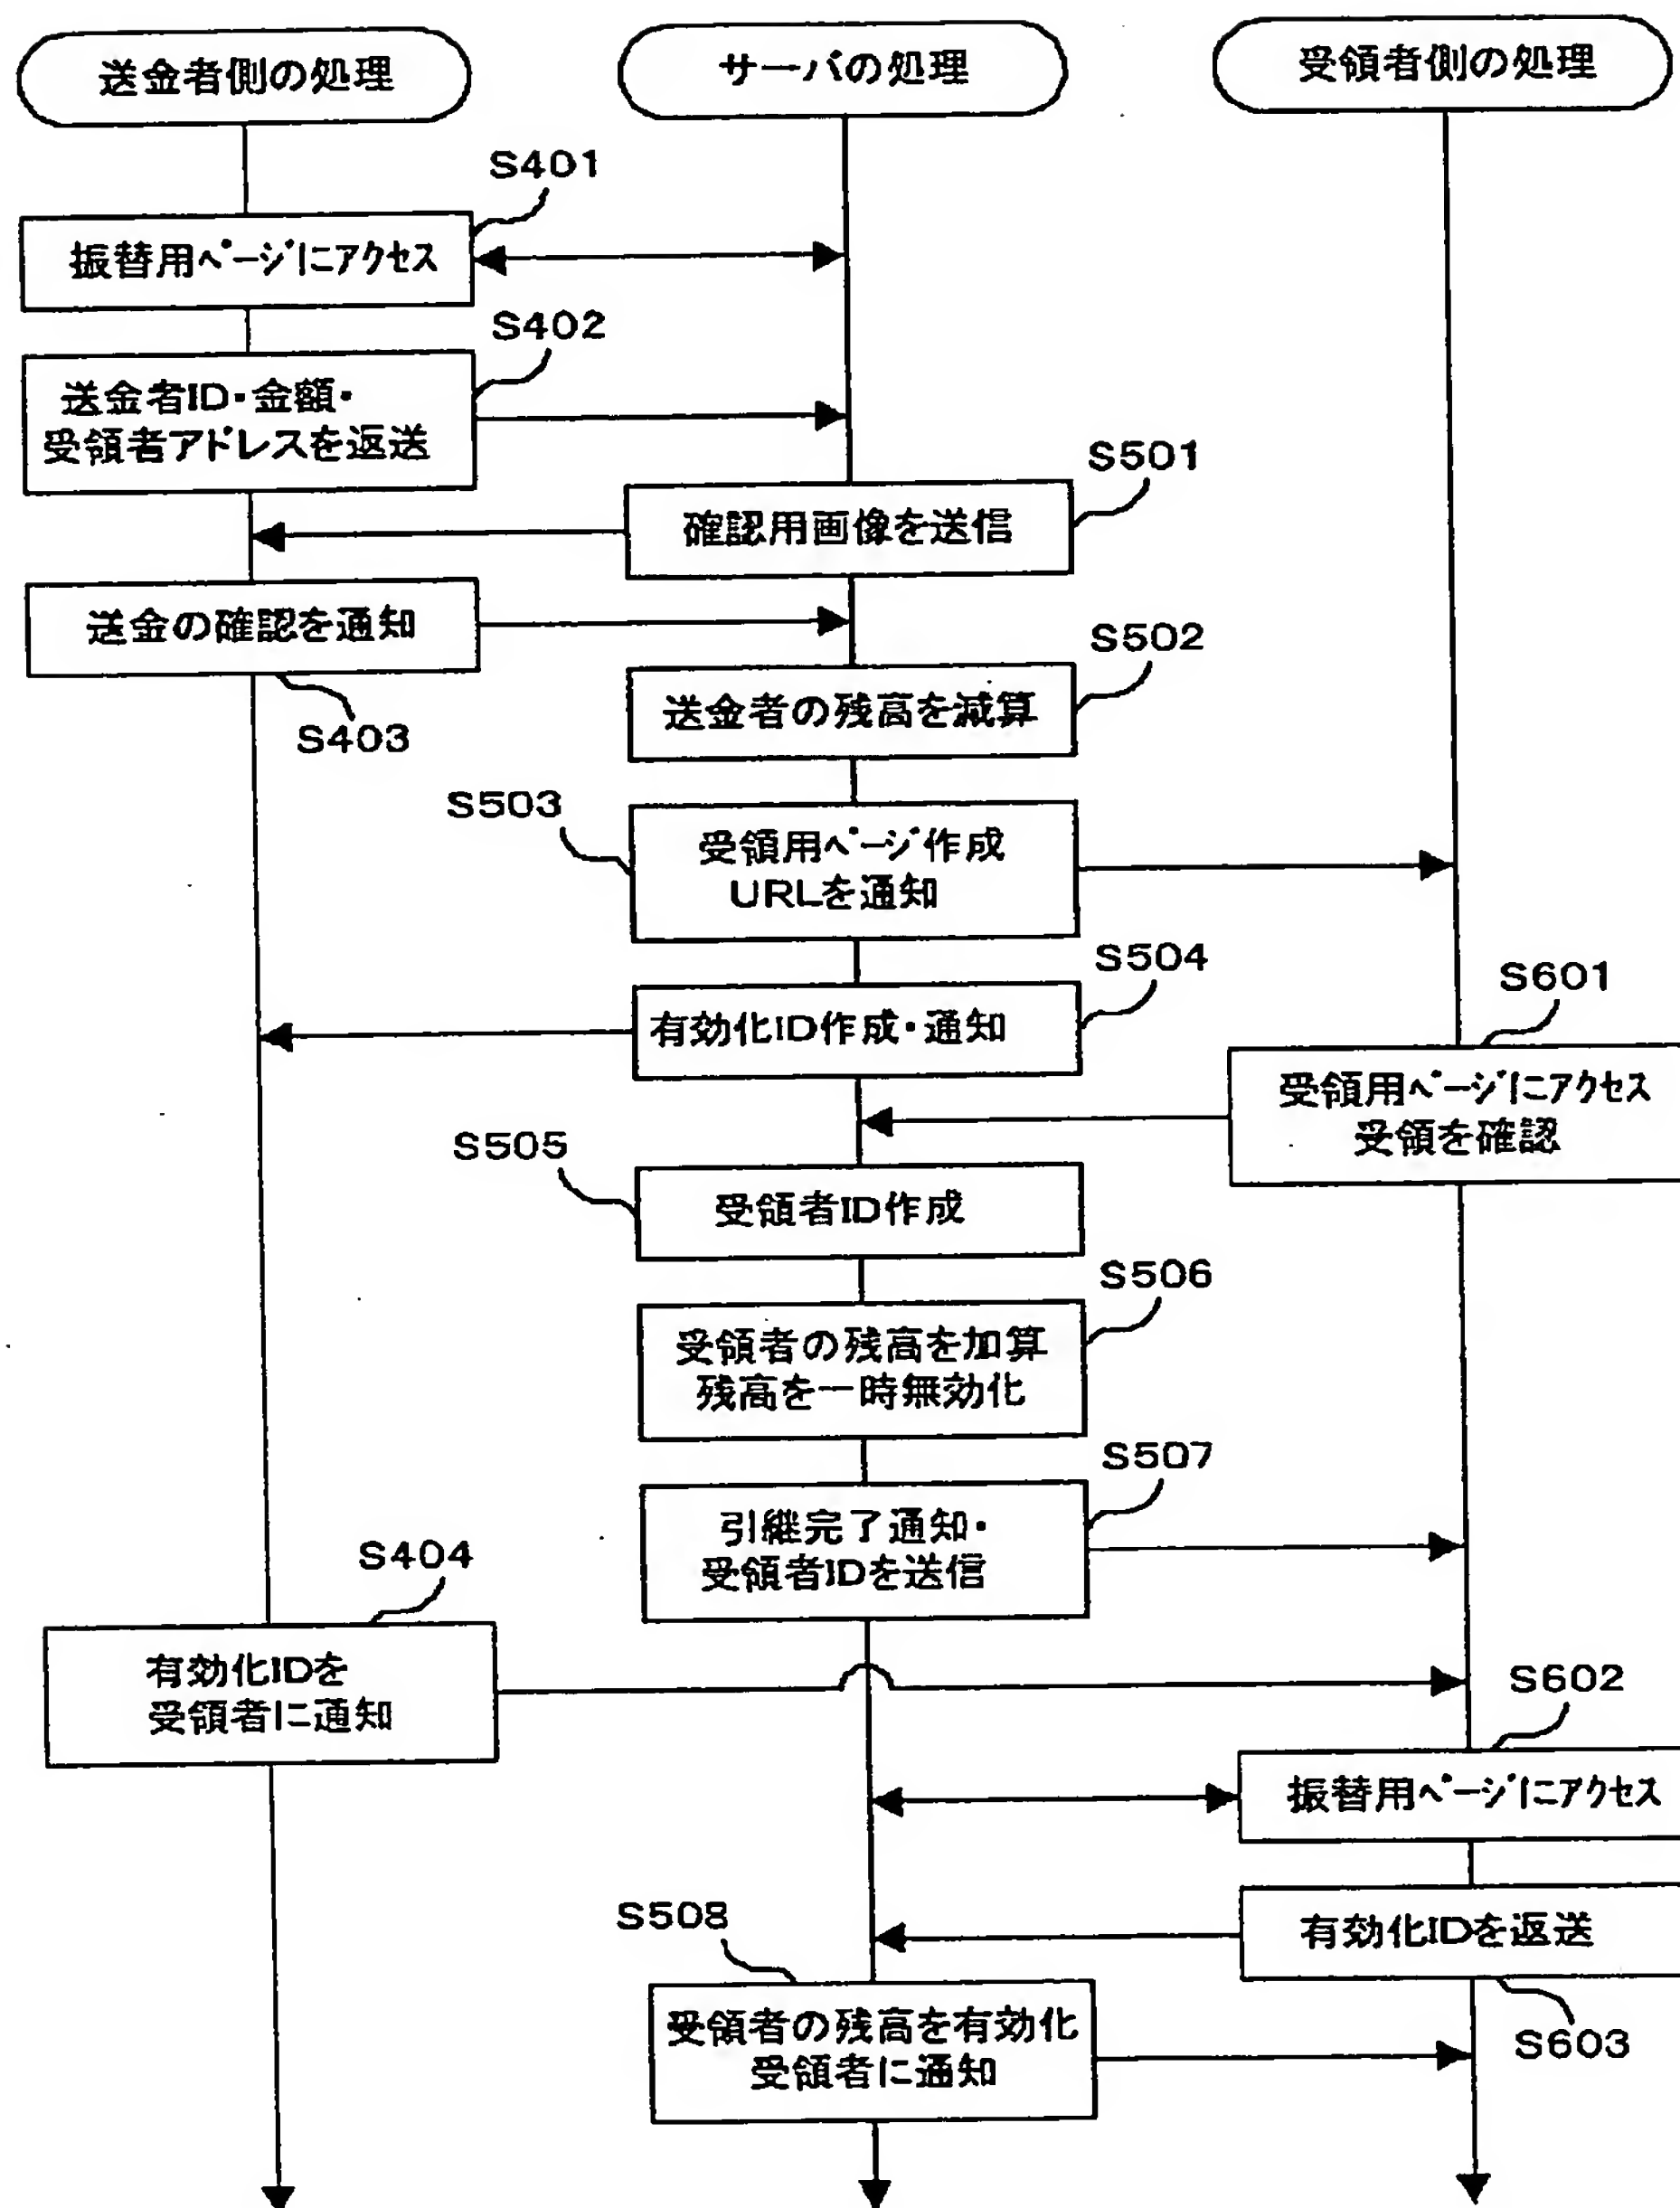 送金者側の処理
サーバの処理
受領者側の処理
S401
振替用ページにアクセス
S402
送金者ID・金額・
受領者アドレスを返送
S501
確認用画像を送信
送金の確認を通知
S403
S502
送金者の残高を減算
S503
受領用ページ作成
URLを通知
S504
有効化ID作成・通知
S601
受領用ページにアクセス
受領を確認
S505
受領者ID作成
S506
受領者の残高を加算
残高を一時無効化
S507
引継完了通知・
受領者IDを送信
S404
有効化IDを
受領者に通知
S602
振替用ページにアクセス
有効化IDを返送
S603
S508
受領者の残高を有効化
受領者に通知